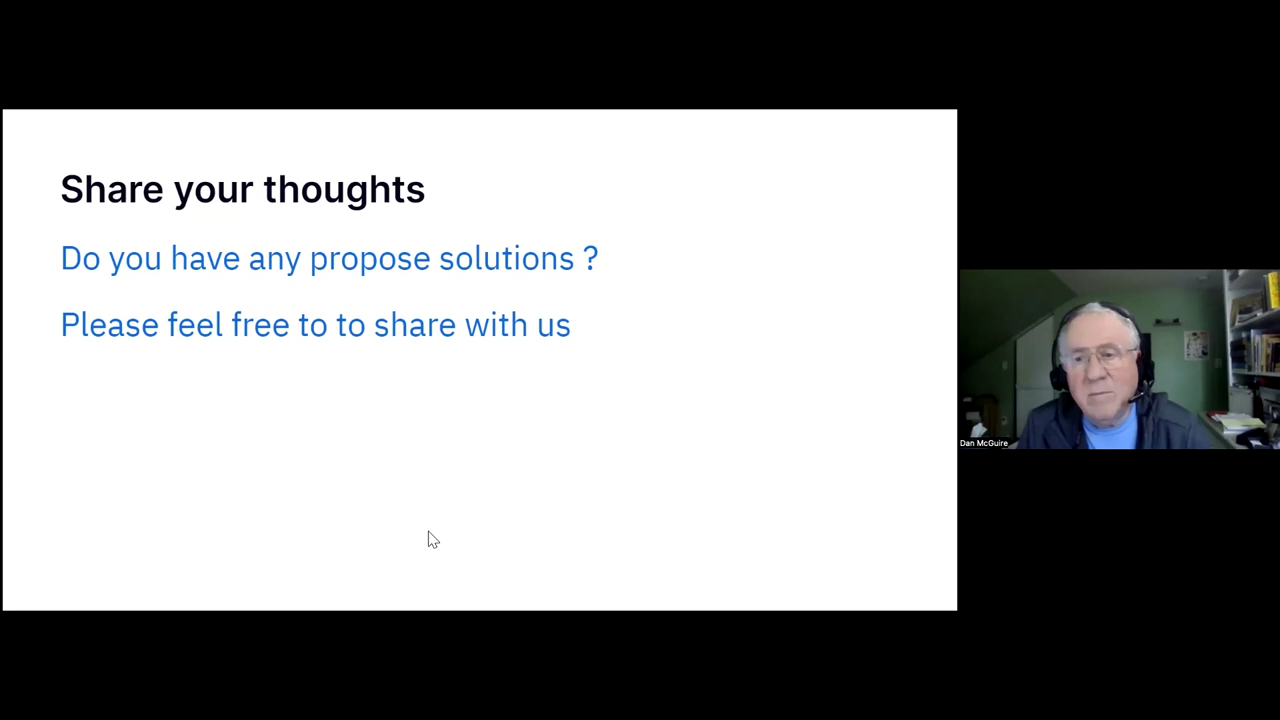 Share your thoughts
Do you have any propose solutions ?
Please feel free to to share with us
Dan McGuire